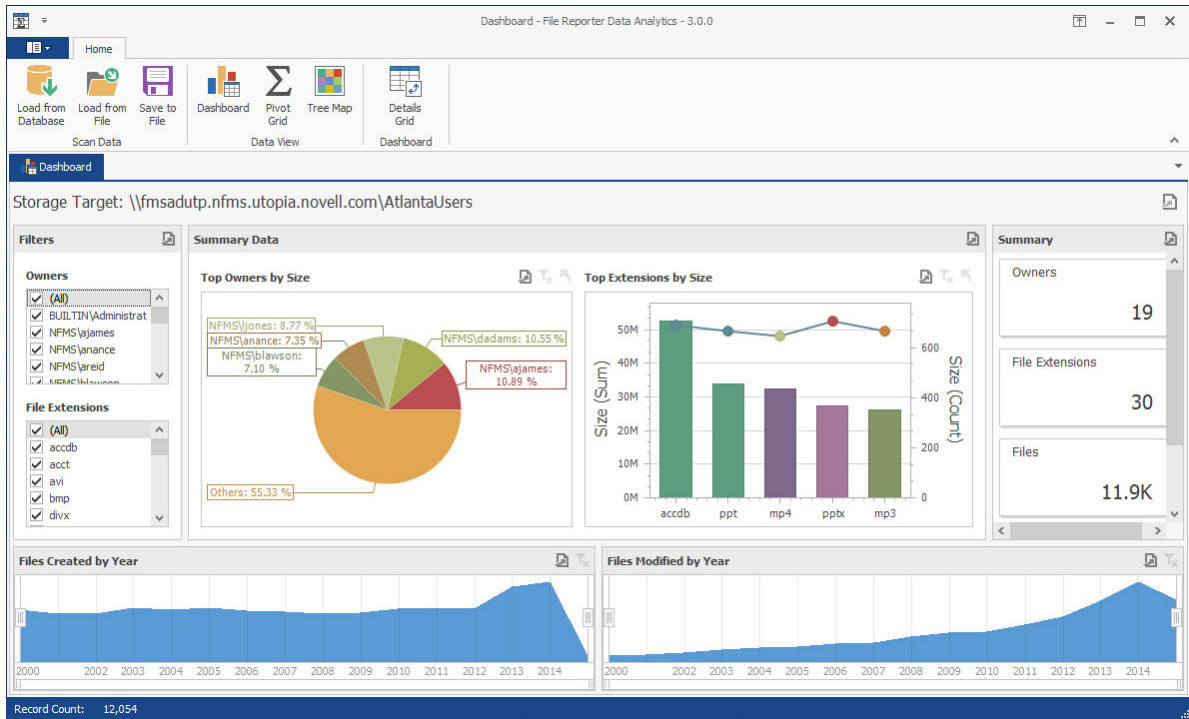 Dashboard - File Reporter Data Analytics - 3.0.0
Home
Load from Database
Load from File
Save to File
Dashboard
Pivot Grid
Tree Map
Details Grid
Scan Data
Data View
Dashboard
Dashboard
Storage Target: \\fmsadutp.nfms.utopia.novell.com\AtlantaUsers
Filters
Owners
(All)
BUILTIN\Administrat
NFMS\ajames
NFMS\anance
NFMS\areid
NFMS\blawson
File Extensions
(All)
accdb
acct
avi
bmp
divx
Summary Data
Top Owners by Size
NFMS\ljones: 8.77 %
NFMS\anance: 7.35 %
NFMS\blawson: 7.10 %
NFMS\dadams: 10.55 %
NFMS\ajames: 10.89 %
Others: 55.33 %
Top Extensions by Size
Size (Sum)
50M
40M
30M
20M
10M
0M
accdb ppt mp4 pptx mp3
600
400
200
0
Size (Count)
Summary
Owners
19
File Extensions
30
Files
11.9K
Files Created by Year
2000 2002 2003 2004 2005 2006 2007 2008 2009 2010 2011 2012 2013 2014
Files Modified by Year
2000 2002 2003 2004 2005 2006 2007 2008 2009 2010 2011 2012 2013 2014
Record Count: 12,054